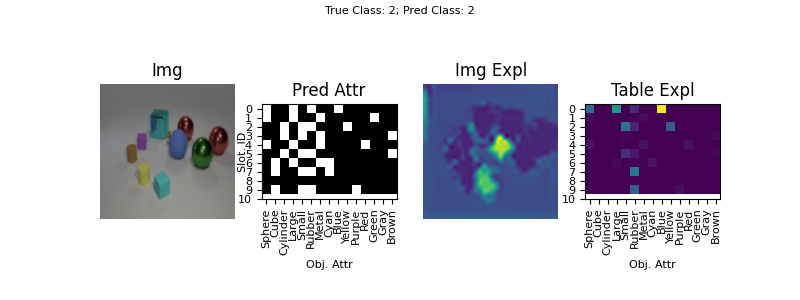 True Class: 2; Pred Class: 2
Img
Pred Attr
Img Expl
Table Expl
Slot. ID
0
1
2
3
4
5
6
7
8
9
10
Sphere
Cube
Cylinder
Large
Small
Rubber
Metal
Cyan
Blue
Yellow
Purple
Red
Green
Gray
Brown
Obj. Attr
0
1
2
3
4
5
6
7
8
9
10
Sphere
Cube
Cylinder
Large
Small
Rubber
Metal
Cyan
Blue
Yellow
Purple
Red
Green
Gray
Brown
Obj. Attr